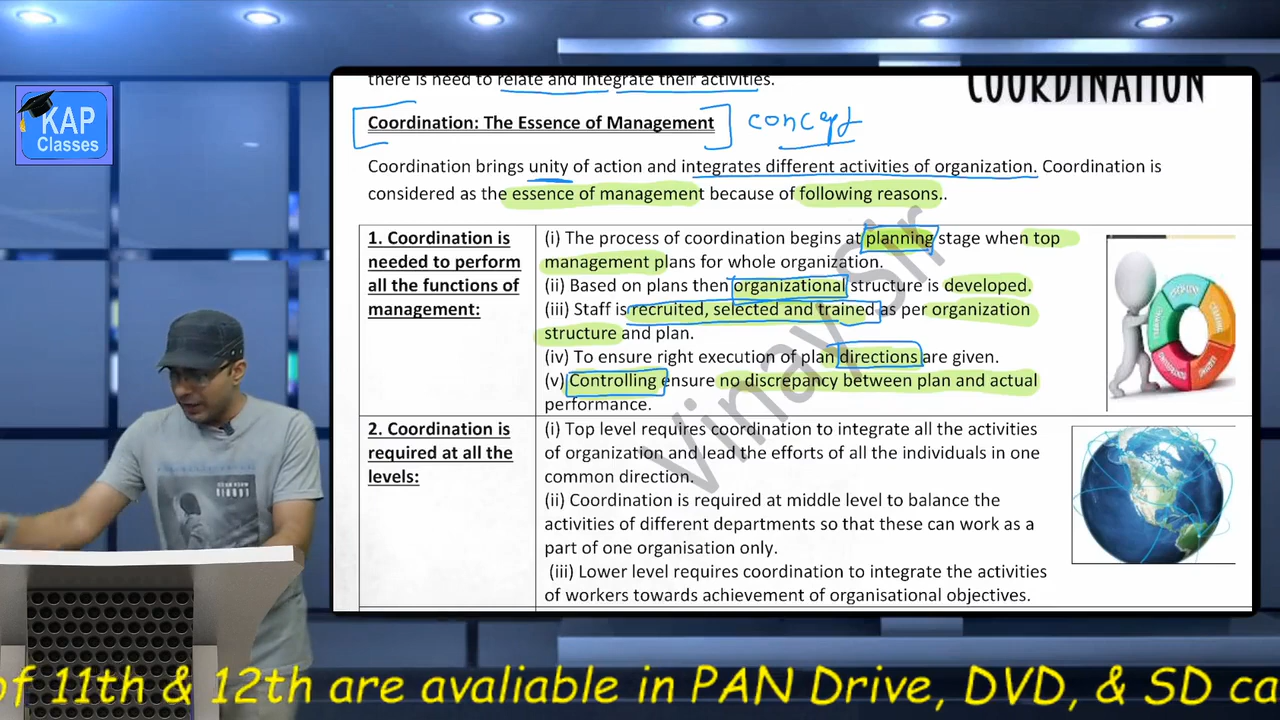 there is need to relate and integrate their activities.
COORDINATION
KAP
Classes
Coordination: The Essence of Management
concept
Coordination brings unity of action and integrates different activities of organization. Coordination is
considered as the essence of management because of following reasons..
1. Coordination is
needed to perform
all the functions of
management:
(i) The process of coordination begins at planning stage when top
management plans for whole organization.
(ii) Based on plans then organizational structure is developed.
(iii) Staff is recruited, selected and trained as per organization
structure and plan.
(iv) To ensure right execution of plan directions are given.
(v) Controlling ensure no discrepancy between plan and actual
performance.
2. Coordination is
required at all the
levels:
(i) Top level requires coordination to integrate all the activities
of organization and lead the efforts of all the individuals in one
common direction.
(ii) Coordination is required at middle level to balance the
activities of different departments so that these can work as a
part of one organisation only.
(iii) Lower level requires coordination to integrate the activities
of workers towards achievement of organisational objectives.
Vinay Sir
of 11th & 12th are avaliable in PAN Drive, DVD, & SD ca